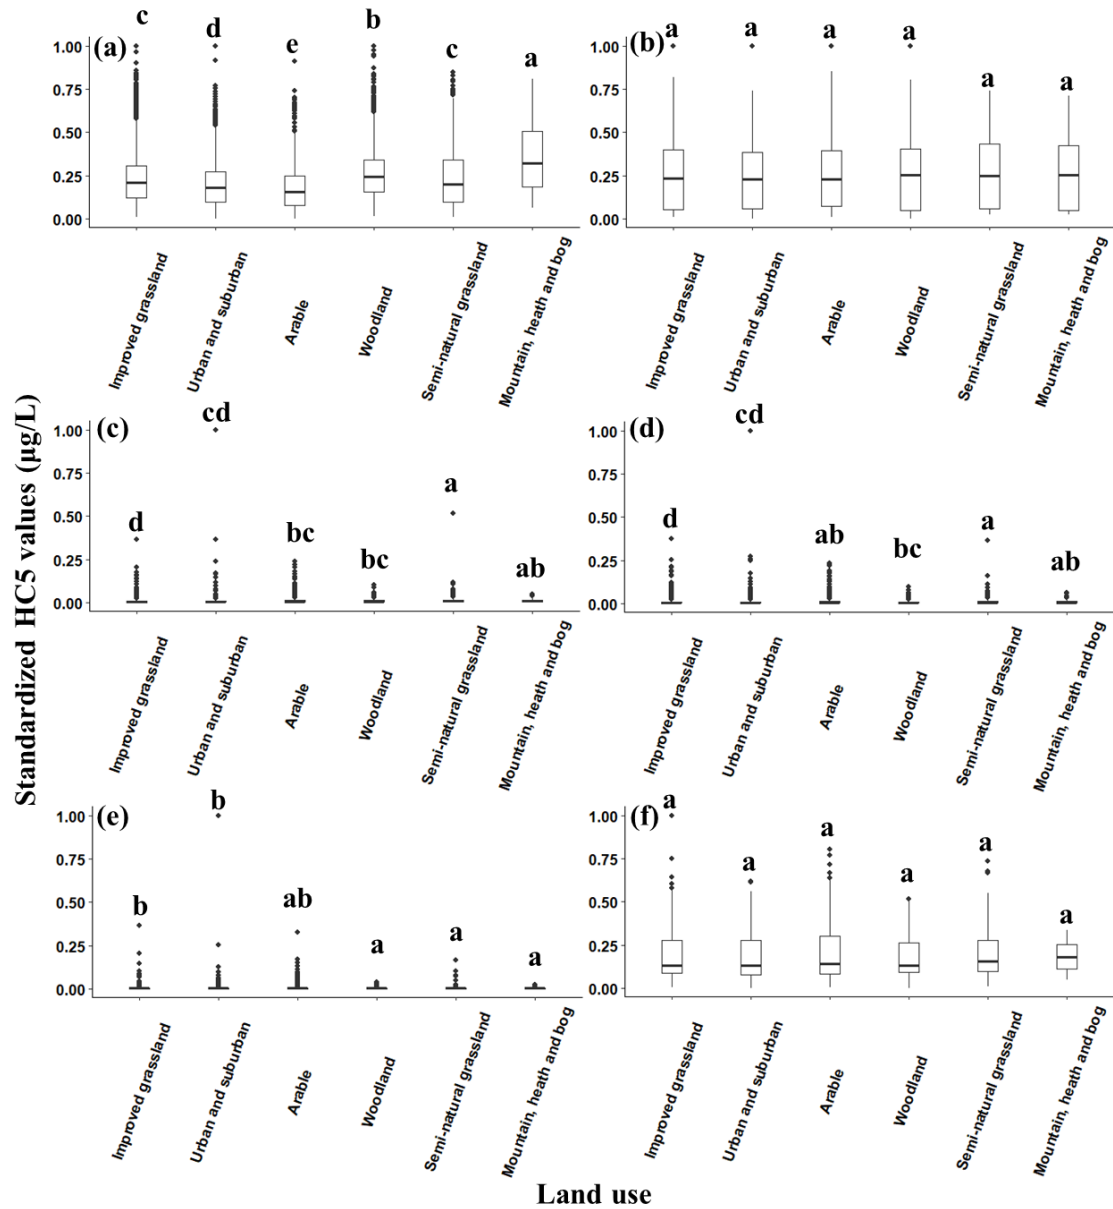 (a)
c
d
e
b
c
a
1.00
0.75
0.50
0.25
0.00
Improved grassland
Urban and suburban
Arable
Woodland
Semi-natural grassland
Mountain, heath and bog
(b)
a
a
a
a
a
a
1.00
0.75
0.50
0.25
0.00
Improved grassland
Urban and suburban
Arable
Woodland
Semi-natural grassland
Mountain, heath and bog
Standardized HC5 values (µg/L)
(c)
d
cd
bc
bc
a
ab
1.00
0.75
0.50
0.25
0.00
Improved grassland
Urban and suburban
Arable
Woodland
Semi-natural grassland
Mountain, heath and bog
(d)
d
cd
ab
bc
a
ab
1.00
0.75
0.50
0.25
0.00
Improved grassland
Urban and suburban
Arable
Woodland
Semi-natural grassland
Mountain, heath and bog
(e)
b
b
ab
a
a
a
1.00
0.75
0.50
0.25
0.00
Improved grassland
Urban and suburban
Arable
Woodland
Semi-natural grassland
Mountain, heath and bog
(f)
a
a
a
a
a
a
1.00
0.75
0.50
0.25
0.00
Improved grassland
Urban and suburban
Arable
Woodland
Semi-natural grassland
Mountain, heath and bog
Land use